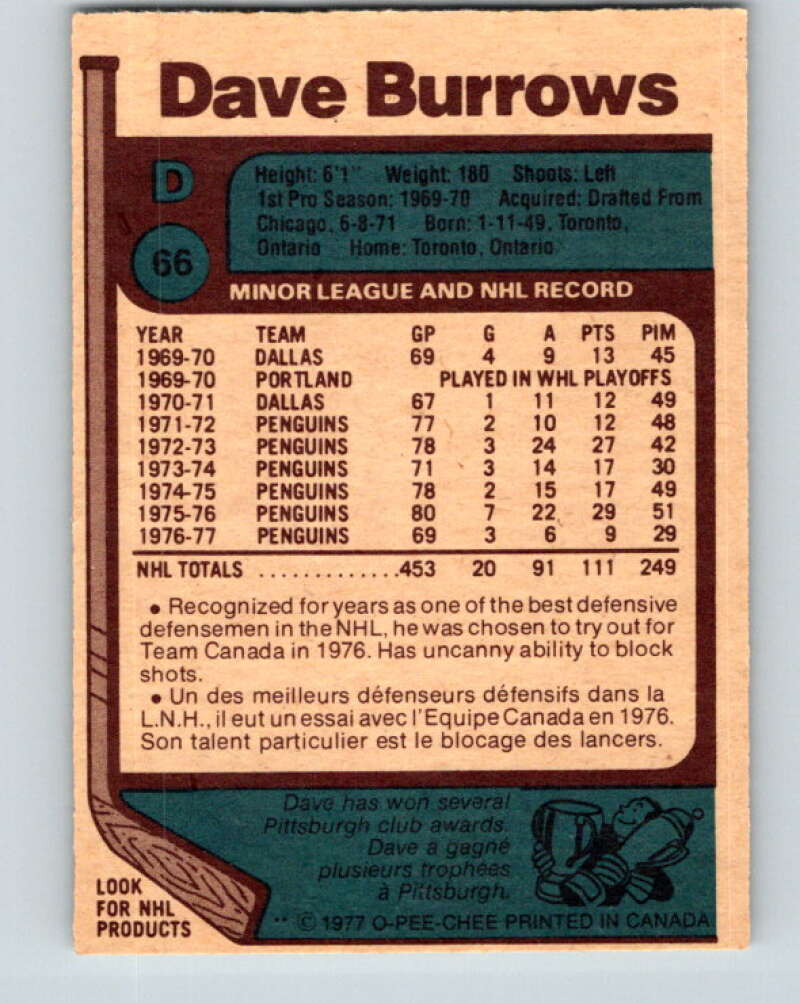 Dave Burrows
D
66
Height: 6'1" Weight: 180 Shoots: Left
1st Pro Season: 1969-70 Acquired: Drafted From
Chicago, 6-8-71 Born: 1-11-49, Toronto,
Ontario Home: Toronto, Ontario
MINOR LEAGUE AND NHL RECORD
YEAR TEAM GP G A PTS PIM
1969-70 DALLAS 69 4 9 13 45
1969-70 PORTLAND PLAYED IN WHL PLAYOFFS
1970-71 DALLAS 67 1 11 12 49
1971-72 PENGUINS 77 2 10 12 48
1972-73 PENGUINS 78 3 24 27 42
1973-74 PENGUINS 71 3 14 17 30
1974-75 PENGUINS 78 2 15 17 49
1975-76 PENGUINS 80 7 22 29 51
1976-77 PENGUINS 69 3 6 9 29
NHL TOTALS .............453 20 91 111 249
• Recognized for years as one of the best defensive
defensemen in the NHL, he was chosen to try out for
Team Canada in 1976. Has uncanny ability to block
shots.
• Un des meilleurs défenseurs défensifs dans la
L.N.H., il eut un essai avec l'Equipe Canada en 1976.
Son talent particulier est le blocage des lancers.
Dave has won several
Pittsburgh club awards.
Dave a gagné
plusieurs trophées
à Pittsburgh.
LOOK
FOR NHL
PRODUCTS
** © 1977 O-PEE-CHEE PRINTED IN CANADA